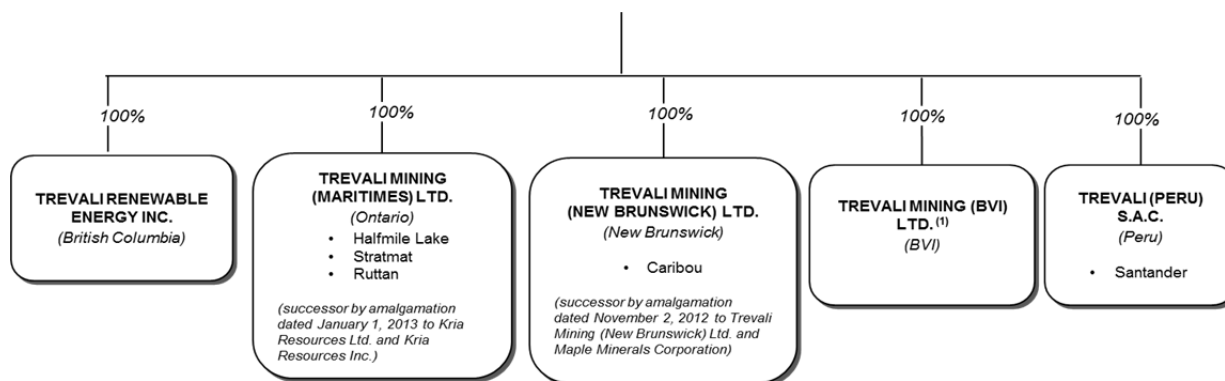 100%
100%
100%
100%
100%
TREVALI RENEWABLE
ENERGY INC.
(British Columbia)
TREVALI MINING
(MARITIMES) LTD.
(Ontario)
• Halfmile Lake
• Stratmat
• Ruttan
(successor by amalgamation
dated January 1, 2013 to Kria
Resources Ltd. and Kria
Resources Inc.)
TREVALI MINING
(NEW BRUNSWICK) LTD.
(New Brunswick)
• Caribou
(successor by amalgamation
dated November 2, 2012 to Trevali
Mining (New Brunswick) Ltd. and
Maple Minerals Corporation)
TREVALI MINING (BVI)
LTD. (1)
(BVI)
TREVALI (PERU)
S.A.C.
(Peru)
• Santander